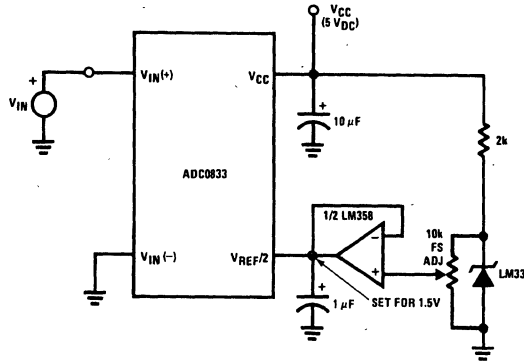 VCC
(5 VDC)
VIN(+)
VCC
+
VIN
+
10 µF
2k
ADC0833
1/2 LM358
10k
FS
ADJ
VIN(−)
VREF/2
−
+
LM33
+
1 µF
SET FOR 1.5V